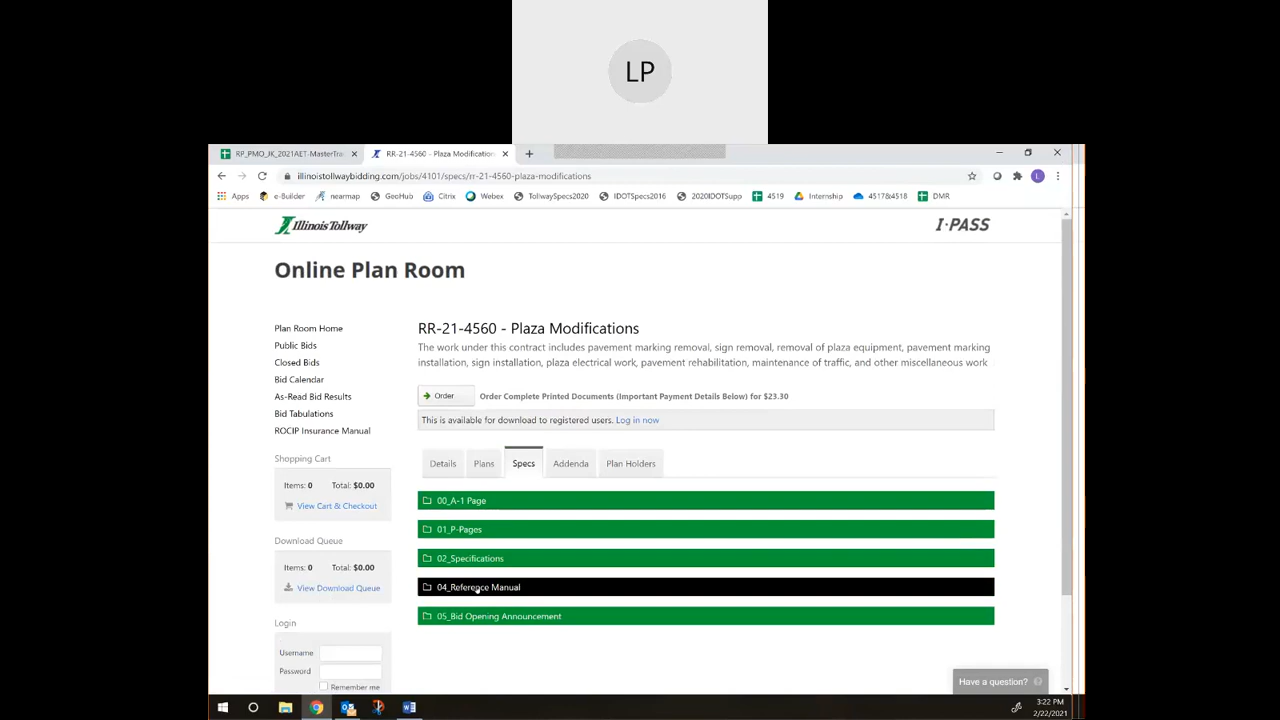 LP
RP_PMO_JK_2021AET-MasterTra
RR-21-4560 - Plaza Modification
illinoistollwaybidding.com/jobs/4101/specs/rr-21-4560-plaza-modifications
Apps e-Builder nearmap GeoHub Citrix Webex TollwaySpecs2020 IDOTSpecs2016 2020IDOTSupp 4519 Internship 4517&4518 DMR
Illinois Tollway
I-PASS
Online Plan Room
Plan Room Home
Public Bids
Closed Bids
Bid Calendar
As-Read Bid Results
Bid Tabulations
ROCIP Insurance Manual
Shopping Cart
Items: 0 Total: $0.00
View Cart & Checkout
Download Queue
Items: 0 Total: $0.00
View Download Queue
Login
Username
Password
Remember me
RR-21-4560 - Plaza Modifications
The work under this contract includes pavement marking removal, sign removal, removal of plaza equipment, pavement marking
installation, sign installation, plaza electrical work, pavement rehabilitation, maintenance of traffic, and other miscellaneous work
Order Order Complete Printed Documents (Important Payment Details Below) for $23.30
This is available for download to registered users. Log in now
Details Plans Specs Addenda Plan Holders
00_A-1 Page
01_P-Pages
02_Specifications
04_Reference Manual
05_Bid Opening Announcement
Have a question?
3:22 PM
2/22/2021